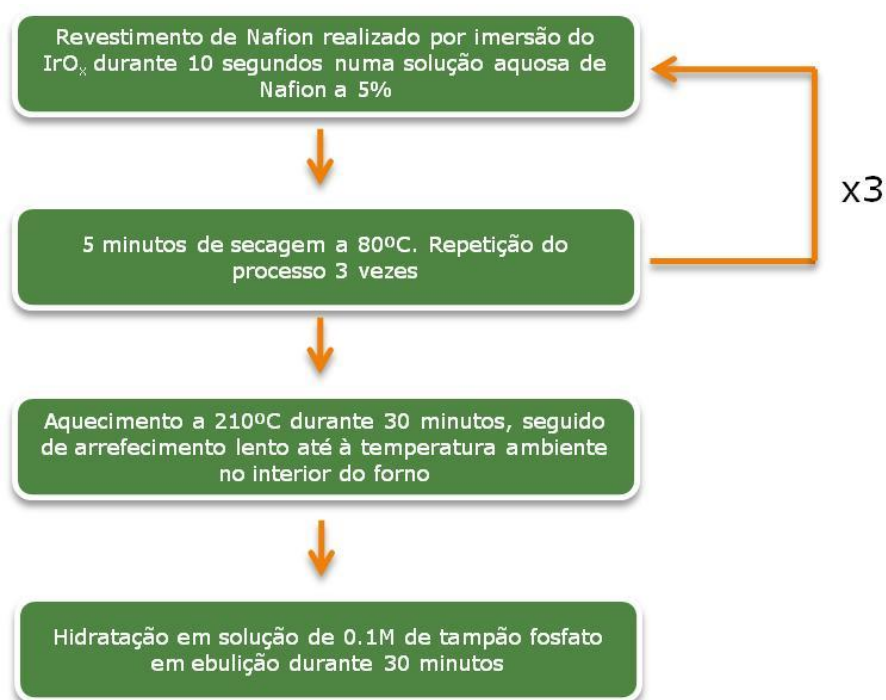 Revestimento de Nafion realizado por imersão do
IrOₓ durante 10 segundos numa solução aquosa de
Nafion a 5%
x3
5 minutos de secagem a 80ºC. Repetição do
processo 3 vezes
Aquecimento a 210ºC durante 30 minutos, seguido
de arrefecimento lento até à temperatura ambiente
no interior do forno
Hidratação em solução de 0.1M de tampão fosfato
em ebulição durante 30 minutos